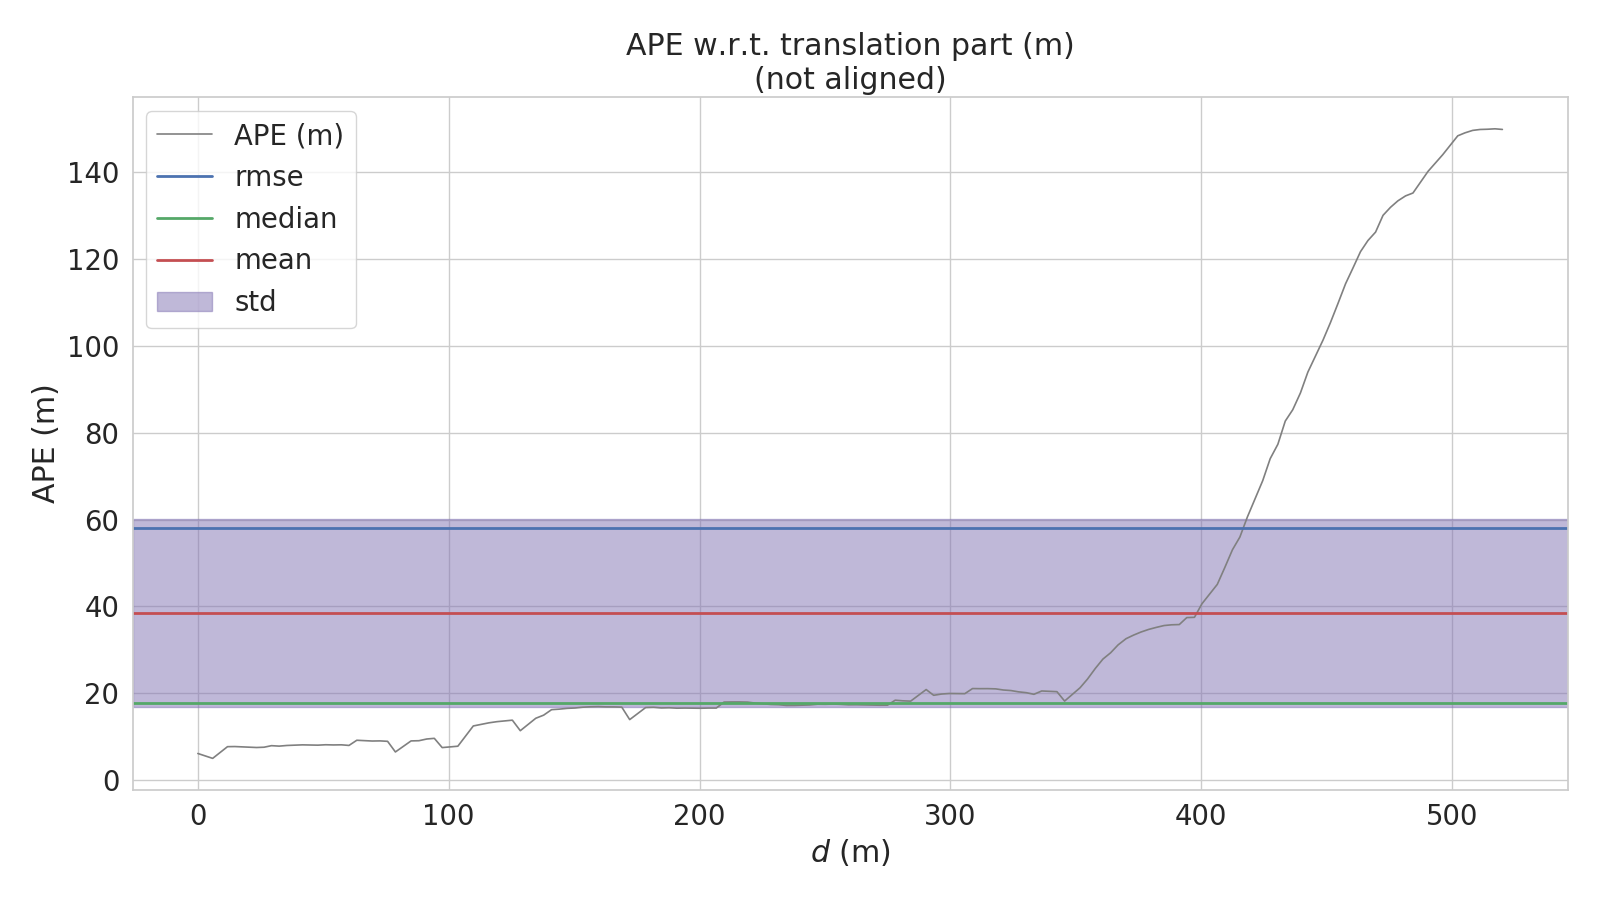 APE w.r.t. translation part (m)
(not aligned)
APE (m)
rmse
median
mean
std
140
120
100
80
60
40
20
0
APE (m)
0 100 200 300 400 500
d (m)